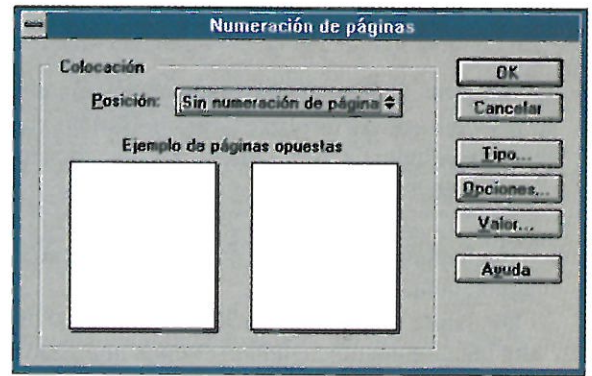 Numeración de páginas
Colocación
Posición: Sin numeración de página
Ejemplo de páginas opuestas
OK
Cancelar
Tipo...
Opciones...
Valor...
Ayuda